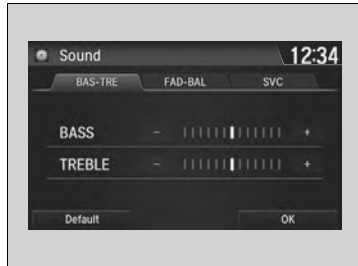 Sound 12:34
BAS-TRE FAD-BAL SVC
BASS - +
TREBLE - +
Default OK